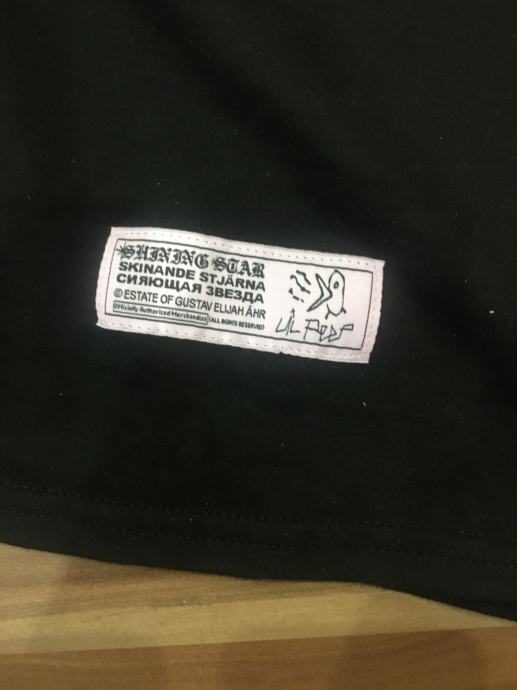 SHINING STAR
SKINANDE STJÄRNA
СИЯЮЩАЯ ЗВЕЗДА
© ESTATE OF GUSTAV ELIJAH ÅHR
Officially Authorized Merchandise (ALL RIGHTS RESERVED)
LiL PEEP